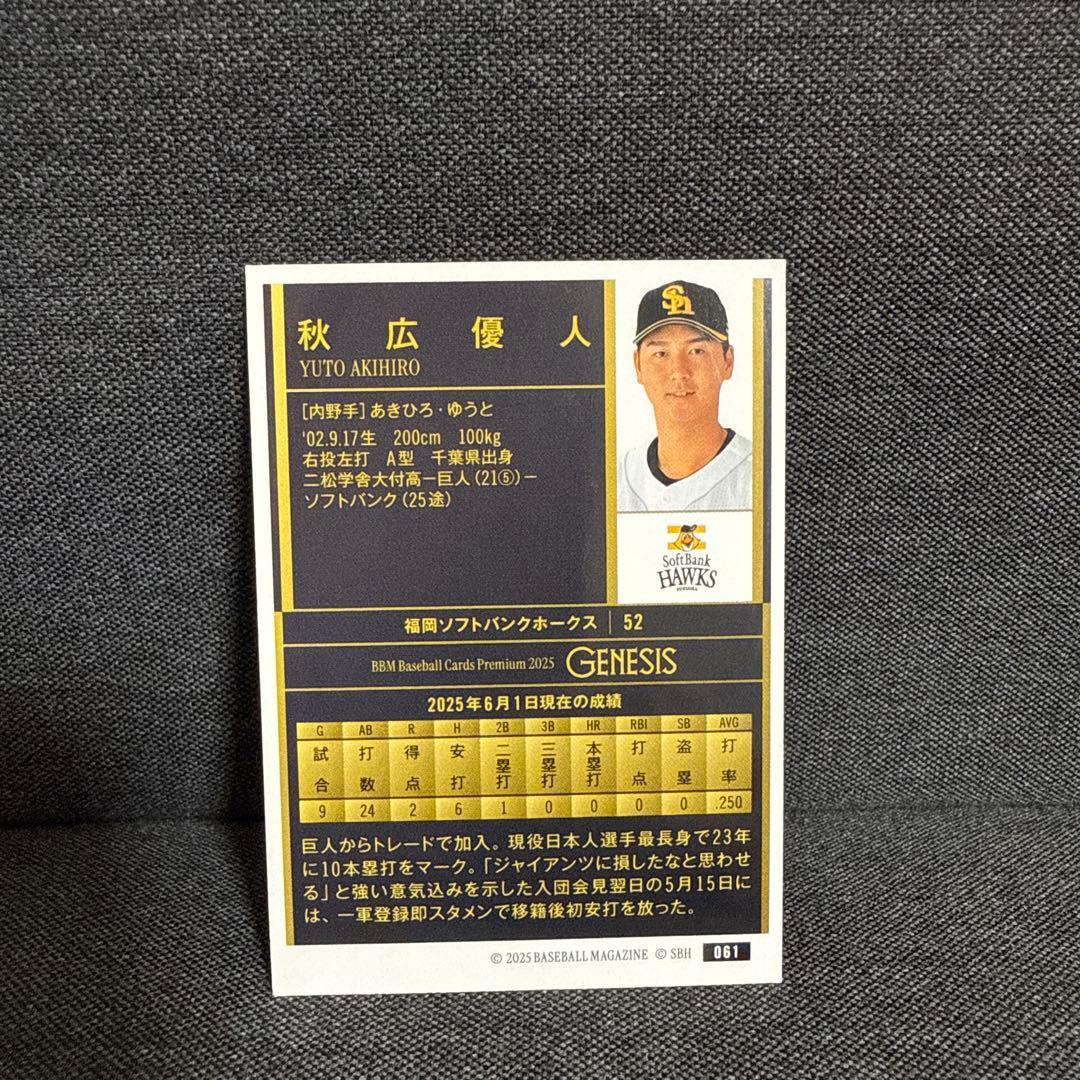 秋広優人
YUTO AKIHIRO
[内野手]あきひろ・ゆうと
'02.9.17生 200cm 100kg
右投左打 A型 千葉県出身
二松学舎大付高―巨人(21⑤)―
ソフトバンク(25途)
SH
SoftBank
HAWKS
福岡ソフトバンクホークス | 52
BBM Baseball Cards Premium 2025 GENESIS
2025年6月1日現在の成績
G AB R H 2B 3B HR RBI SB AVG
試合 打数 得点 安打 二塁打 三塁打 本塁打 打点 盗塁 打率
9 24 2 6 1 0 0 0 0 .250
巨人からトレードで加入。現役日本人選手最長身で23年
に10本塁打をマーク。「ジャイアンツに損したなと思わせ
る」と強い意気込みを示した入団会見翌日の5月15日に
は、一軍登録即スタメンで移籍後初安打を放った。
© 2025 BASEBALL MAGAZINE © SBH 061